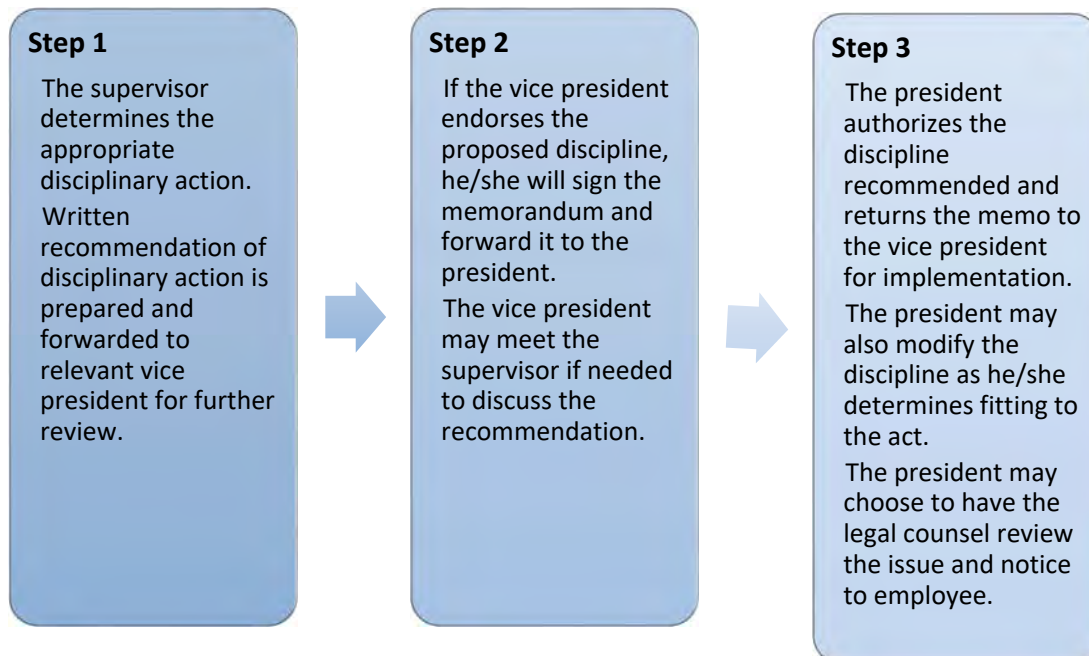 Step 1
The supervisor
determines the
appropriate
disciplinary action.
Written
recommendation of
disciplinary action is
prepared and
forwarded to
relevant vice
president for further
review.
Step 2
If the vice president
endorses the
proposed discipline,
he/she will sign the
memorandum and
forward it to the
president.
The vice president
may meet the
supervisor if needed
to discuss the
recommendation.
Step 3
The president
authorizes the
discipline
recommended and
returns the memo to
the vice president
for implementation.
The president may
also modify the
discipline as he/she
determines fitting to
the act.
The president may
choose to have the
legal counsel review
the issue and notice
to employee.